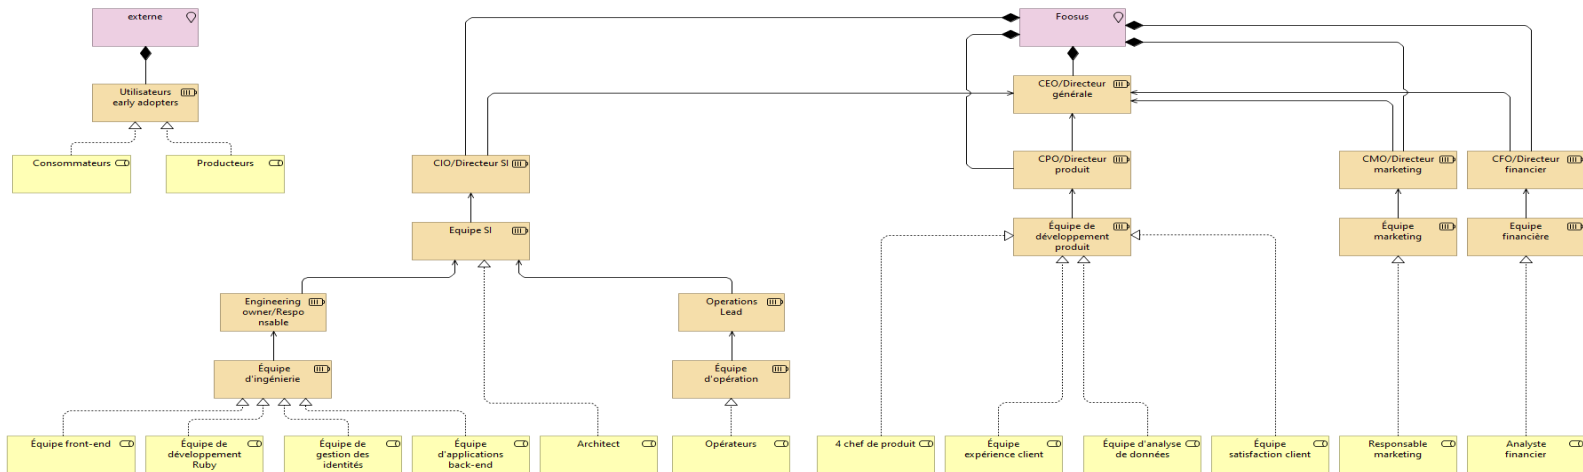 externe
Foosus
Utilisateurs
early adopters
CEO/Directeur
générale
Consommateurs
Producteurs
CIO/Directeur SI
CPO/Directeur
produit
CMO/Directeur
marketing
CFO/Directeur
financier
Equipe SI
Équipe de
développement
produit
Équipe
marketing
Equipe
financière
Engineering
owner/Respo
nsable
Operations
Lead
Équipe
d'ingénierie
Équipe
d'opération
Équipe front-end
Équipe de
développement
Ruby
Équipe de
gestion des
identités
Équipe
d'applications
back-end
Architect
Opérateurs
4 chef de produit
Équipe
expérience client
Équipe d'analyse
de données
Équipe
satisfaction client
Responsable
marketing
Analyste
financier